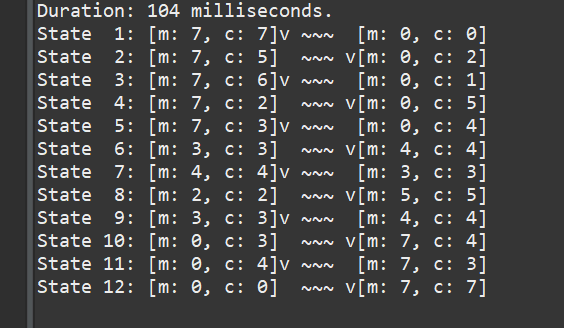 Duration: 104 milliseconds.
State  1: [m: 7, c: 7]v ~~~  [m: 0, c: 0]
State  2: [m: 7, c: 5]  ~~~ v[m: 0, c: 2]
State  3: [m: 7, c: 6]v ~~~  [m: 0, c: 1]
State  4: [m: 7, c: 2]  ~~~ v[m: 0, c: 5]
State  5: [m: 7, c: 3]v ~~~  [m: 0, c: 4]
State  6: [m: 3, c: 3]  ~~~ v[m: 4, c: 4]
State  7: [m: 4, c: 4]v ~~~  [m: 3, c: 3]
State  8: [m: 2, c: 2]  ~~~ v[m: 5, c: 5]
State  9: [m: 3, c: 3]v ~~~  [m: 4, c: 4]
State 10: [m: 0, c: 3]  ~~~ v[m: 7, c: 4]
State 11: [m: 0, c: 4]v ~~~  [m: 7, c: 3]
State 12: [m: 0, c: 0]  ~~~ v[m: 7, c: 7]